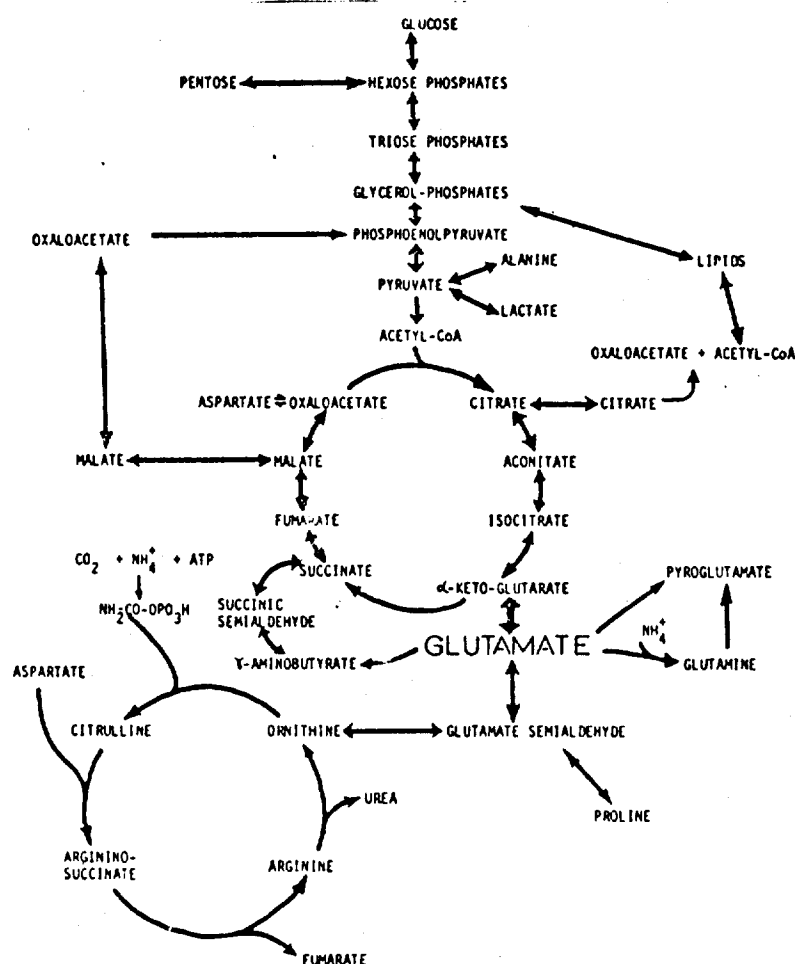 GLUCOSE
PENTOSE HEXOSE PHOSPHATES
TRIOSE PHOSPHATES
GLYCEROL-PHOSPHATES
OXALOACETATE PHOSPHOENOLPYRUVATE
ALANINE
LIPIDS
PYRUVATE
LACTATE
ACETYL-CoA
OXALOACETATE + ACETYL-CoA
ASPARTATE OXALOACETATE CITRATE CITRATE
MALATE MALATE ACONITATE
FUMARATE ISOCITRATE
CO2 + NH4+ + ATP
SUCCINATE α-KETO-GLUTARATE PYROGLUTAMATE
NH2CO-OPO3H
SUCCINIC
SEMIALDEHYDE
NH4+
GLUTAMATE
γ-AMINOBUTYRATE GLUTAMINE
ASPARTATE
CITRULLINE ORNITHINE GLUTAMATE SEMIALDEHYDE
UREA
PROLINE
ARGININO-
SUCCINATE
ARGININE
FUMARATE